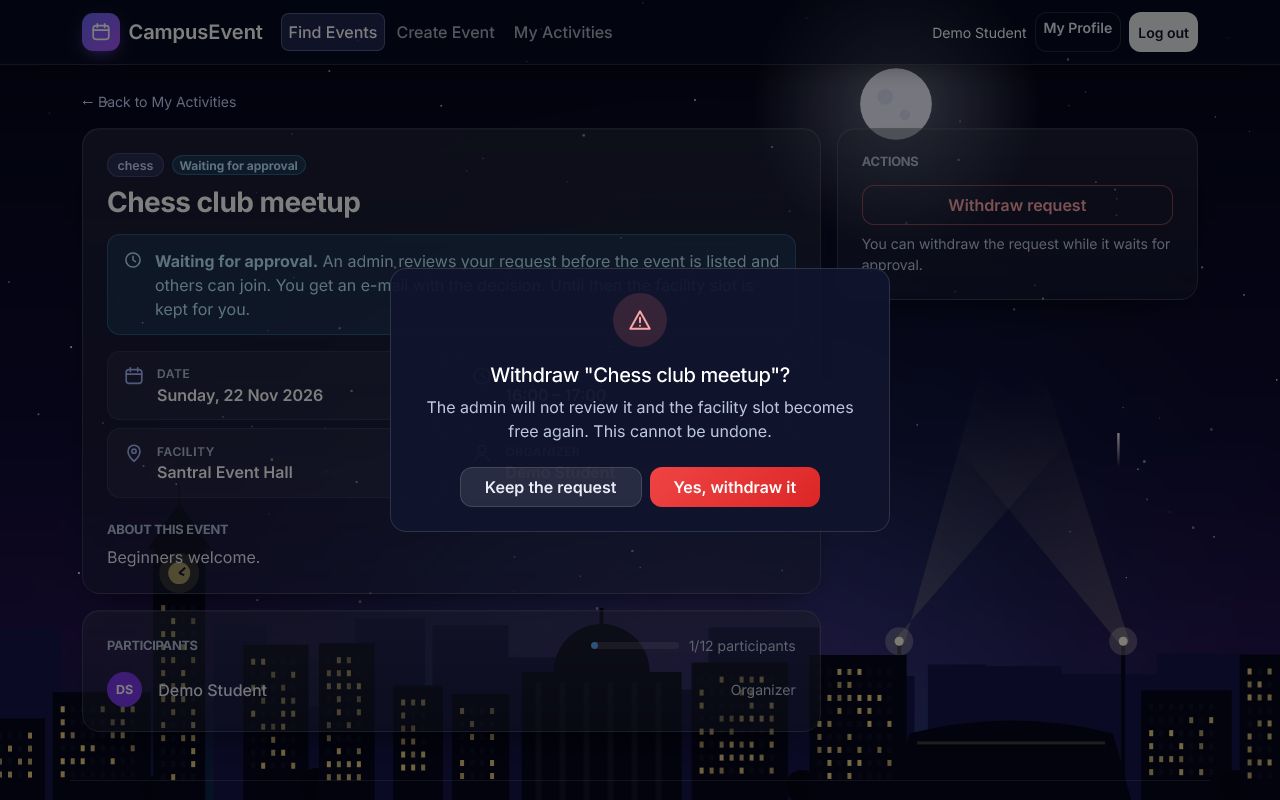 CampusEvent
Find Events
Create Event
My Activities
Demo Student
My Profile
Log out
← Back to My Activities
chess
Waiting for approval
Chess club meetup
Waiting for approval. An admin reviews your request before the event is listed and
others can join. You get an e-mail with the decision. Until then the facility slot is
kept for you.
DATE
Sunday, 22 Nov 2026
16:00 – 17:00
FACILITY
Santral Event Hall
ORGANIZER
Demo Student
ABOUT THIS EVENT
Beginners welcome.
PARTICIPANTS
1/12 participants
DS
Demo Student
Organizer
ACTIONS
Withdraw request
You can withdraw the request while it waits for
approval.
Withdraw "Chess club meetup"?
The admin will not review it and the facility slot becomes
free again. This cannot be undone.
Keep the request
Yes, withdraw it